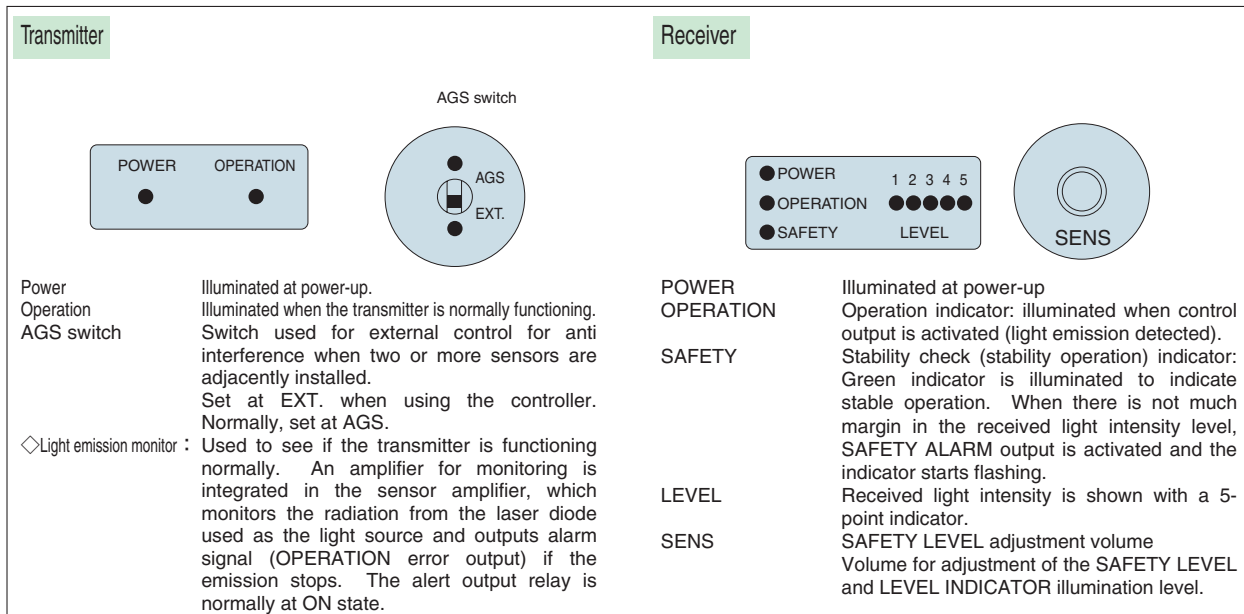 Transmitter
AGS switch
POWER OPERATION
AGS
EXT.
Power Illuminated at power-up.
Operation Illuminated when the transmitter is normally functioning.
AGS switch Switch used for external control for anti
interference when two or more sensors are
adjacently installed.
Set at EXT. when using the controller.
Normally, set at AGS.
◇Light emission monitor : Used to see if the transmitter is functioning
normally. An amplifier for monitoring is
integrated in the sensor amplifier, which
monitors the radiation from the laser diode
used as the light source and outputs alarm
signal (OPERATION error output) if the
emission stops. The alert output relay is
normally at ON state.
Receiver
POWER 1 2 3 4 5
OPERATION
SAFETY LEVEL
SENS
POWER Illuminated at power-up
OPERATION Operation indicator: illuminated when control
output is activated (light emission detected).
SAFETY Stability check (stability operation) indicator:
Green indicator is illuminated to indicate
stable operation. When there is not much
margin in the received light intensity level,
SAFETY ALARM output is activated and the
indicator starts flashing.
LEVEL Received light intensity is shown with a 5-
point indicator.
SENS SAFETY LEVEL adjustment volume
Volume for adjustment of the SAFETY LEVEL
and LEVEL INDICATOR illumination level.